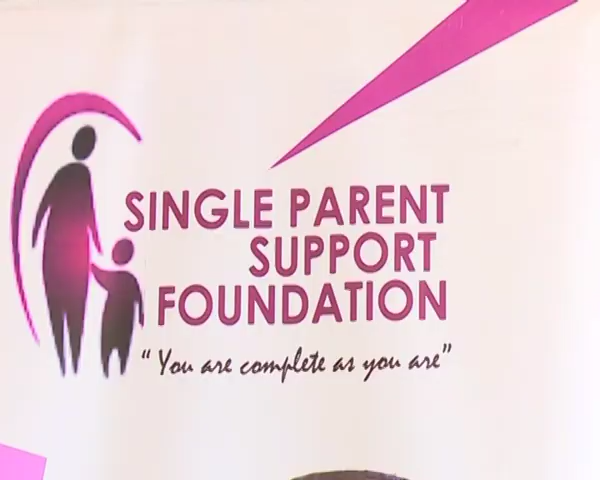 SINGLE PARENT
SUPPORT
FOUNDATION
“You are complete as you are”